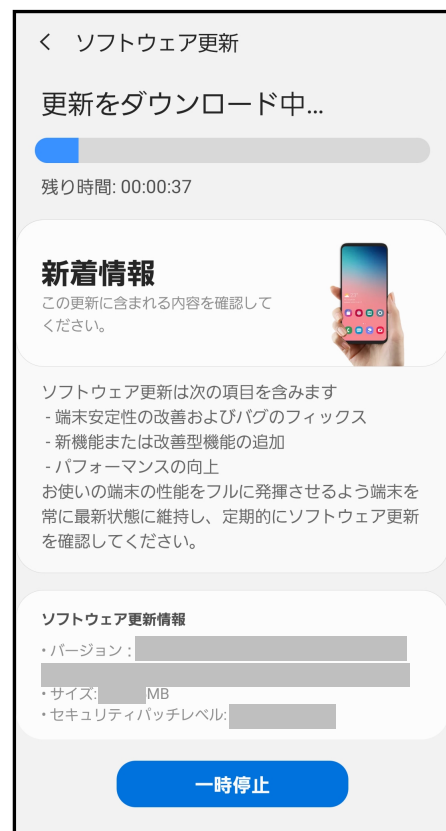 ソフトウェア更新
更新をダウンロード中...
残り時間: 00:00:37
新着情報
この更新に含まれる内容を確認して
ください。
ソフトウェア更新は次の項目を含みます
- 端末安定性の改善およびバグのフィックス
- 新機能または改善型機能の追加
- パフォーマンスの向上
お使いの端末の性能をフルに発揮させるよう端末を
常に最新状態に維持し、定期的にソフトウェア更新
を確認してください。
ソフトウェア更新情報
・バージョン :
・サイズ: MB
・セキュリティパッチレベル:
一時停止